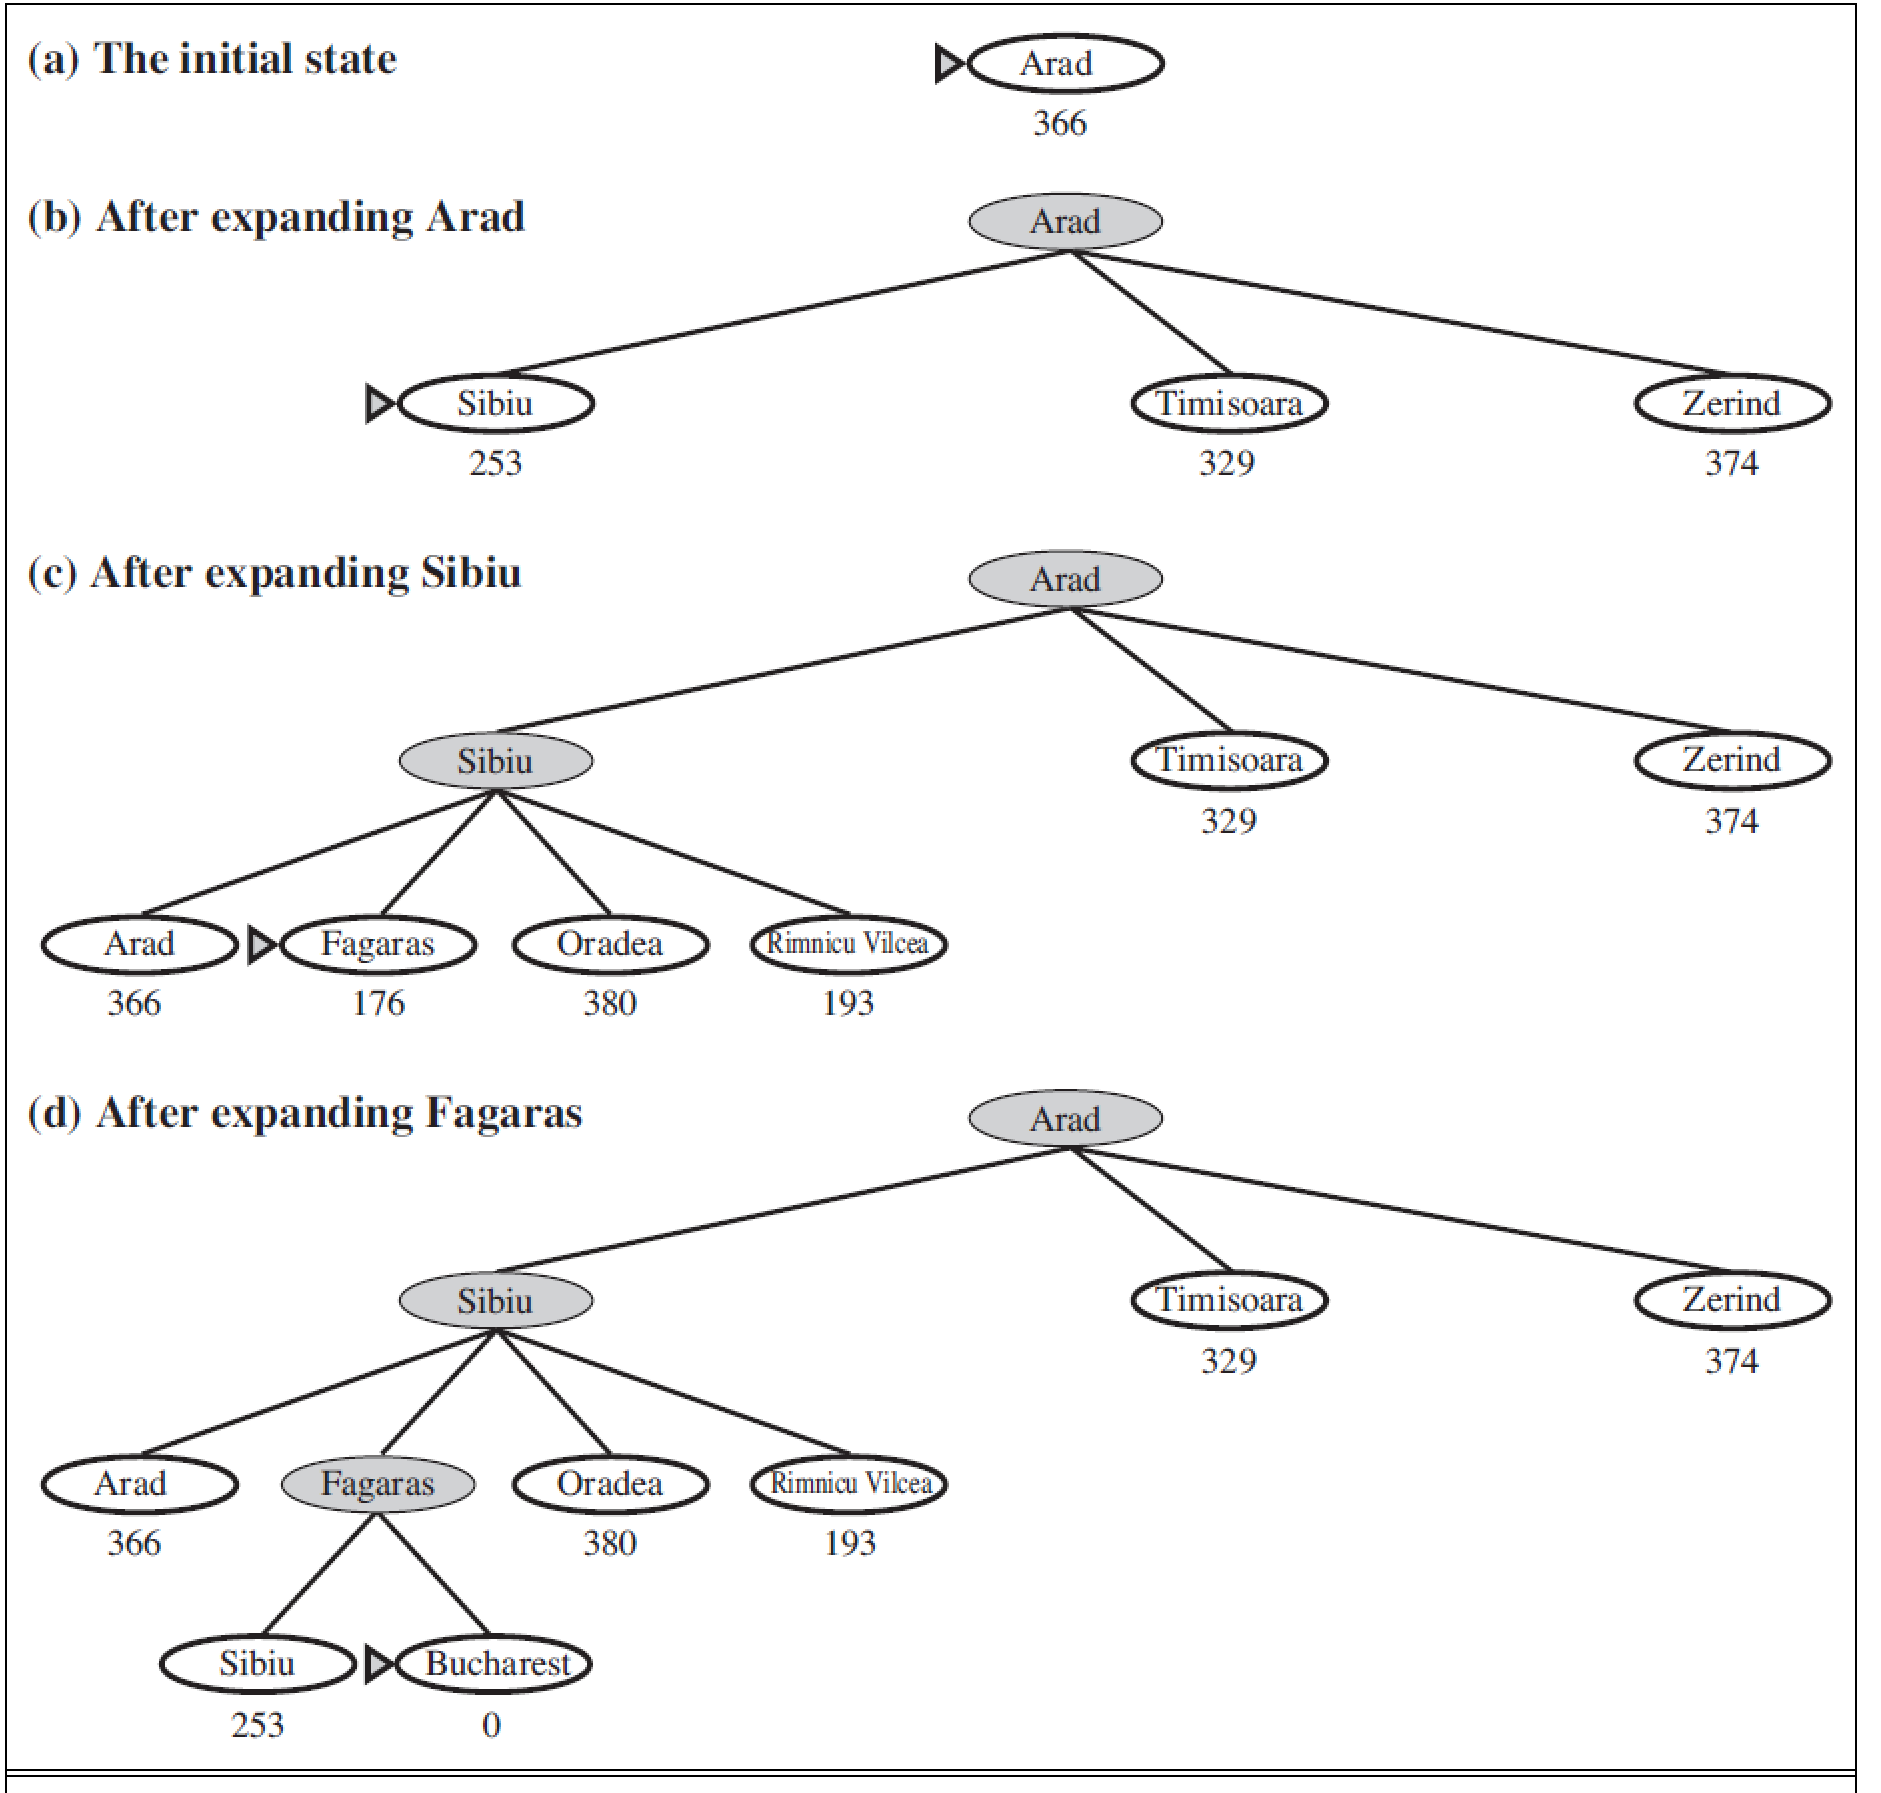 (a) The initial state
Arad
366
(b) After expanding Arad
Arad
Sibiu Timisoara Zerind
253 329 374
(c) After expanding Sibiu
Arad
Sibiu Timisoara Zerind
329 374
Arad Fagaras Oradea Rimnicu Vilcea
366 176 380 193
(d) After expanding Fagaras
Arad
Sibiu Timisoara Zerind
329 374
Arad Fagaras Oradea Rimnicu Vilcea
366 380 193
Sibiu Bucharest
253 0